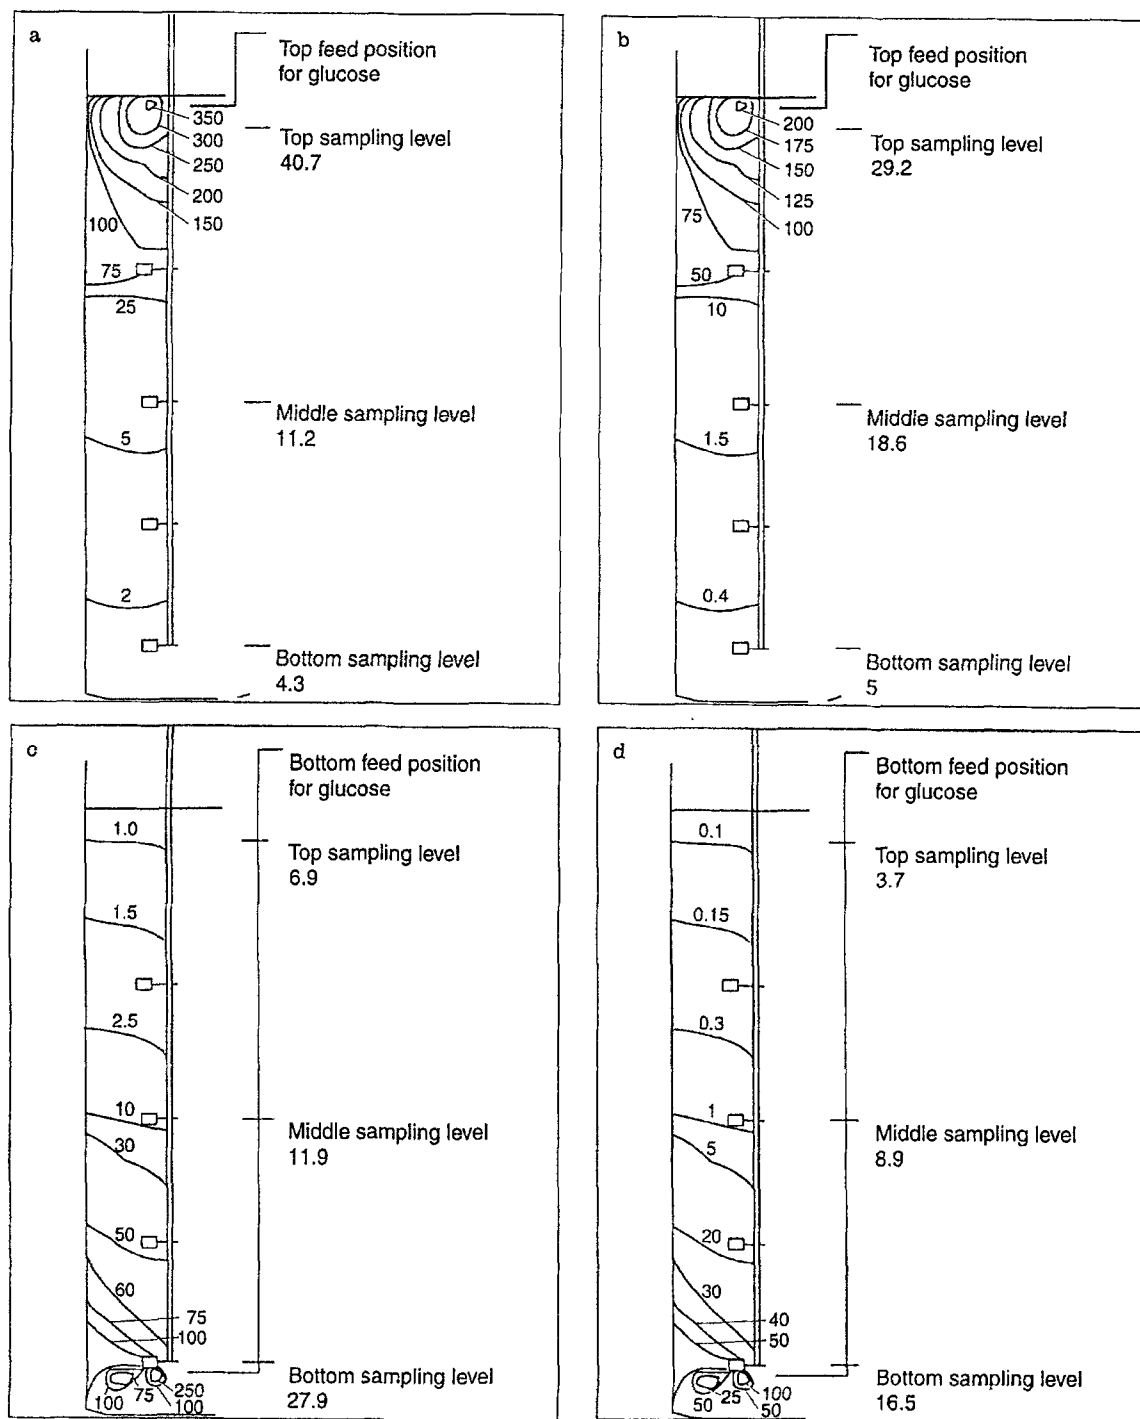 a
Top feed position
for glucose
350
300
250
200
150
100
75
25
5
2
Top sampling level
40.7
Middle sampling level
11.2
Bottom sampling level
4.3
b
Top feed position
for glucose
200
175
150
125
100
75
50
10
1.5
0.4
Top sampling level
29.2
Middle sampling level
18.6
Bottom sampling level
5
c
Bottom feed position
for glucose
1.0
1.5
2.5
10
30
50
60
75
100
100
75
250
100
Top sampling level
6.9
Middle sampling level
11.9
Bottom sampling level
27.9
d
Bottom feed position
for glucose
0.1
0.15
0.3
1
5
20
30
40
50
50
25
100
50
Top sampling level
3.7
Middle sampling level
8.9
Bottom sampling level
16.5